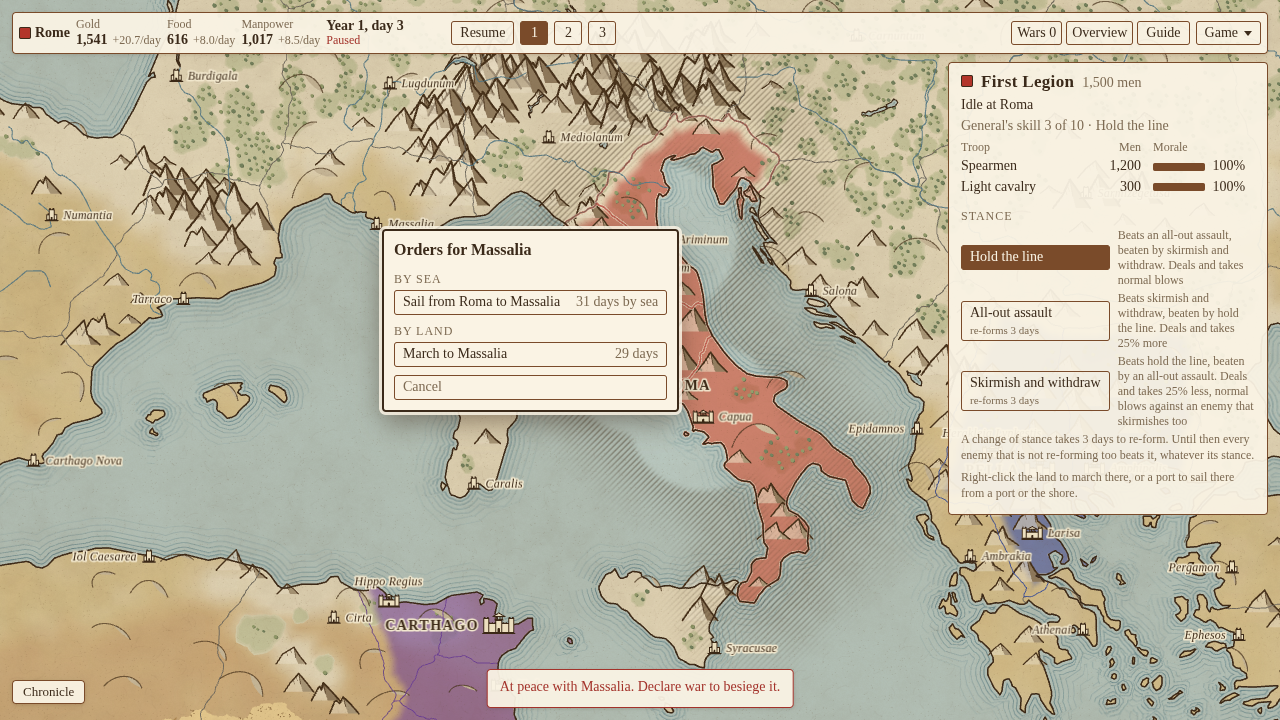 Rome
Gold
1,541 +20.7/day
Food
616 +8.0/day
Manpower
1,017 +8.5/day
Year 1, day 3
Paused
Resume
1
2
3
Wars 0
Overview
Guide
Game
First Legion 1,500 men
Idle at Roma
General's skill 3 of 10 · Hold the line
Troop Men Morale
Spearmen 1,200 100%
Light cavalry 300 100%
STANCE
Hold the line
Beats an all-out assault,
beaten by skirmish and
withdraw. Deals and takes
normal blows
All-out assault
re-forms 3 days
Beats skirmish and
withdraw, beaten by hold
the line. Deals and takes
25% more
Skirmish and withdraw
re-forms 3 days
Beats hold the line, beaten
by an all-out assault. Deals
and takes 25% less, normal
blows against an enemy that
skirmishes too
A change of stance takes 3 days to re-form. Until then every
enemy that is not re-forming too beats it, whatever its stance.
Right-click the land to march there, or a port to sail there
from a port or the shore.
Burdigala
Lugdunum
Mediolanum
Numantia
Massalia
Ariminum
Tarraco
Salona
Orders for Massalia
BY SEA
Sail from Roma to Massalia 31 days by sea
BY LAND
March to Massalia 29 days
Cancel
MA
Capua
Epidamnos
Carthago Nova
Caralis
Larisa
Iol Caesarea
Ambrakia
Pergamon
Hippo Regius
Cirta
CARTHAGO
Athenai
Ephesos
Syracusae
At peace with Massalia. Declare war to besiege it.
Chronicle